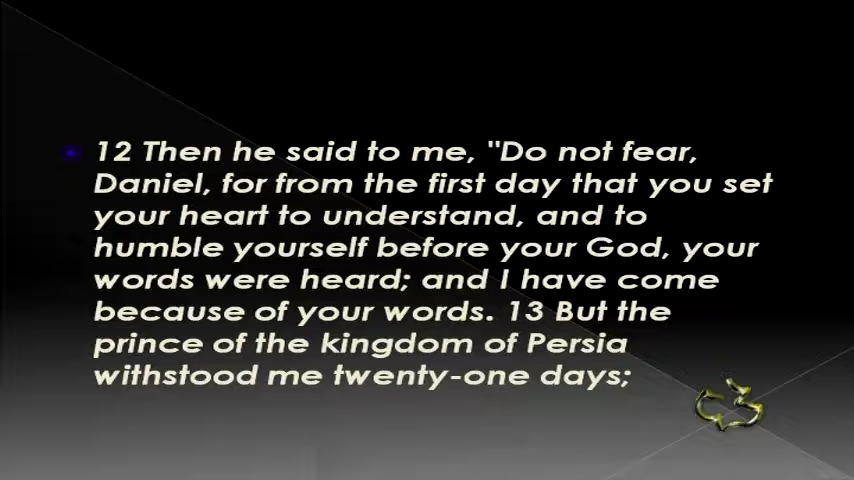 12 Then he said to me, "Do not fear,
Daniel, for from the first day that you set
your heart to understand, and to
humble yourself before your God, your
words were heard; and I have come
because of your words. 13 But the
prince of the kingdom of Persia
withstood me twenty-one days;